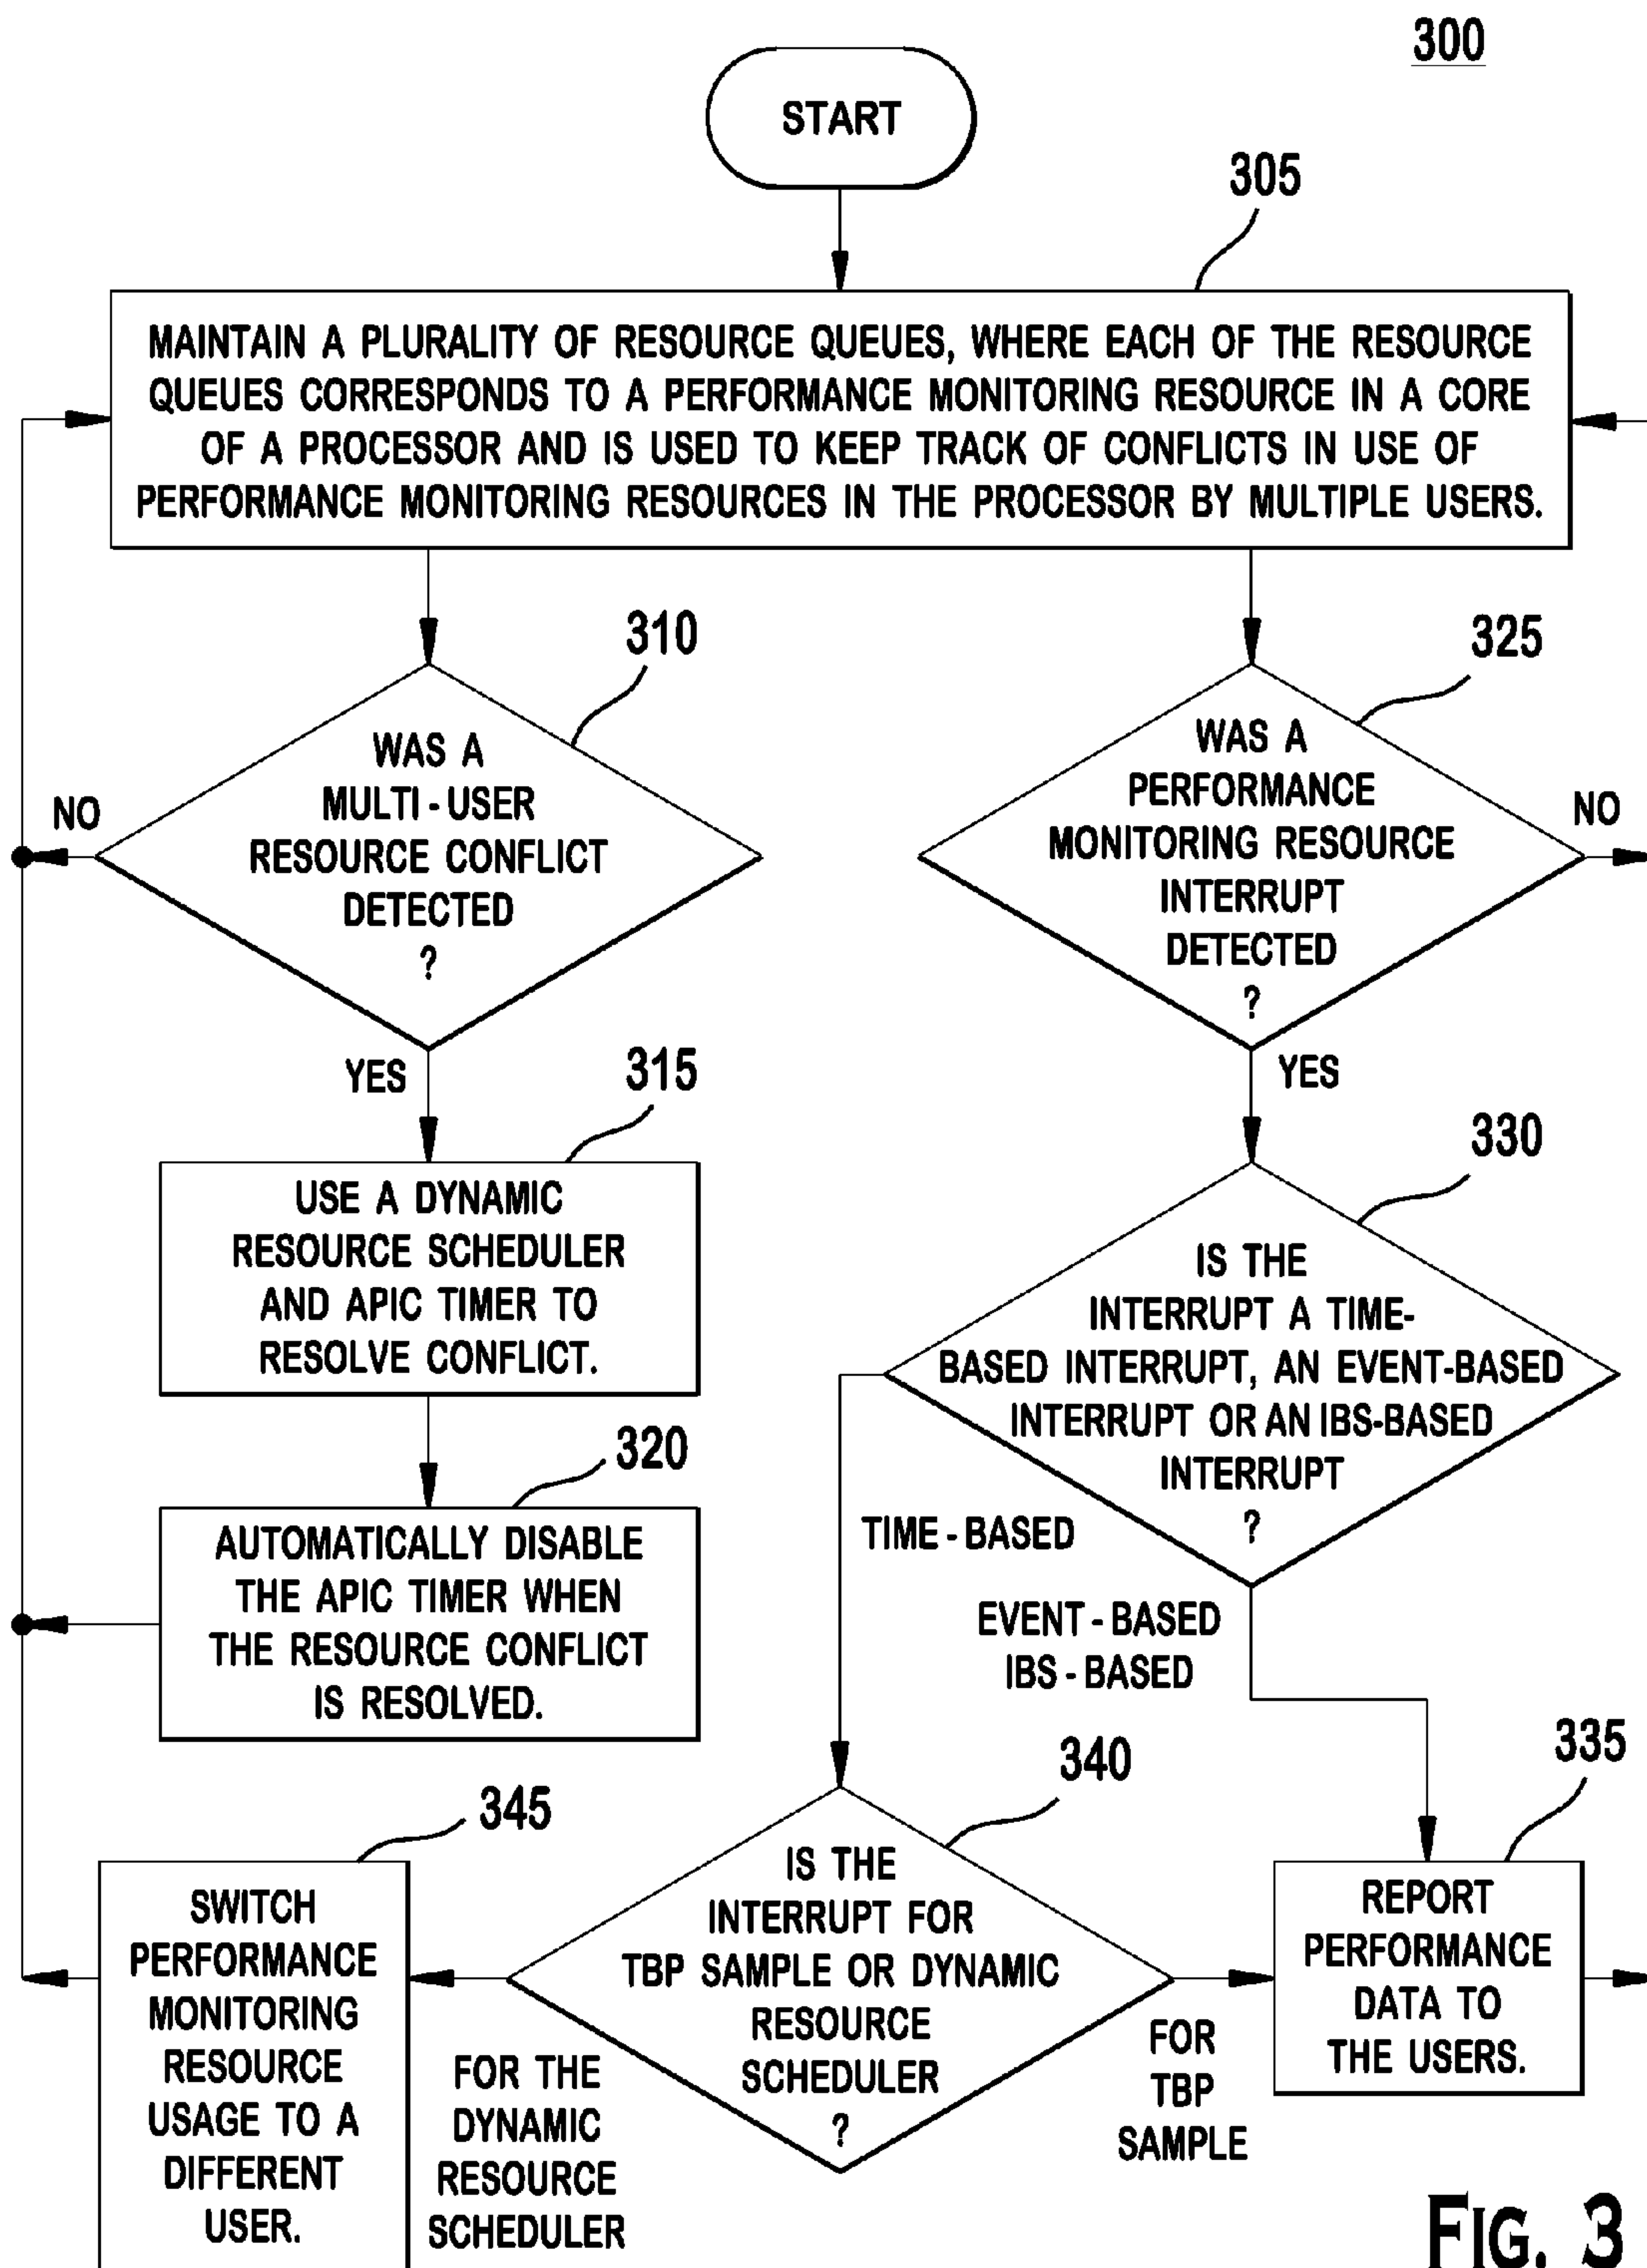 300
START
305
MAINTAIN A PLURALITY OF RESOURCE QUEUES, WHERE EACH OF THE RESOURCE
QUEUES CORRESPONDS TO A PERFORMANCE MONITORING RESOURCE IN A CORE
OF A PROCESSOR AND IS USED TO KEEP TRACK OF CONFLICTS IN USE OF
PERFORMANCE MONITORING RESOURCES IN THE PROCESSOR BY MULTIPLE USERS.
310
WAS A
MULTI - USER
RESOURCE CONFLICT
DETECTED
?
NO
YES
315
USE A DYNAMIC
RESOURCE SCHEDULER
AND APIC TIMER TO
RESOLVE CONFLICT.
320
AUTOMATICALLY DISABLE
THE APIC TIMER WHEN
THE RESOURCE CONFLICT
IS RESOLVED.
325
WAS A
PERFORMANCE
MONITORING RESOURCE
INTERRUPT
DETECTED
?
NO
YES
330
IS THE
INTERRUPT A TIME-
BASED INTERRUPT, AN EVENT-BASED
INTERRUPT OR AN IBS-BASED
INTERRUPT
?
TIME - BASED
EVENT - BASED
IBS - BASED
335
REPORT
PERFORMANCE
DATA TO
THE USERS.
340
IS THE
INTERRUPT FOR
TBP SAMPLE OR DYNAMIC
RESOURCE
SCHEDULER
?
FOR
TBP
SAMPLE
FOR THE
DYNAMIC
RESOURCE
SCHEDULER
345
SWITCH
PERFORMANCE
MONITORING
RESOURCE
USAGE TO A
DIFFERENT
USER.
FIG. 3